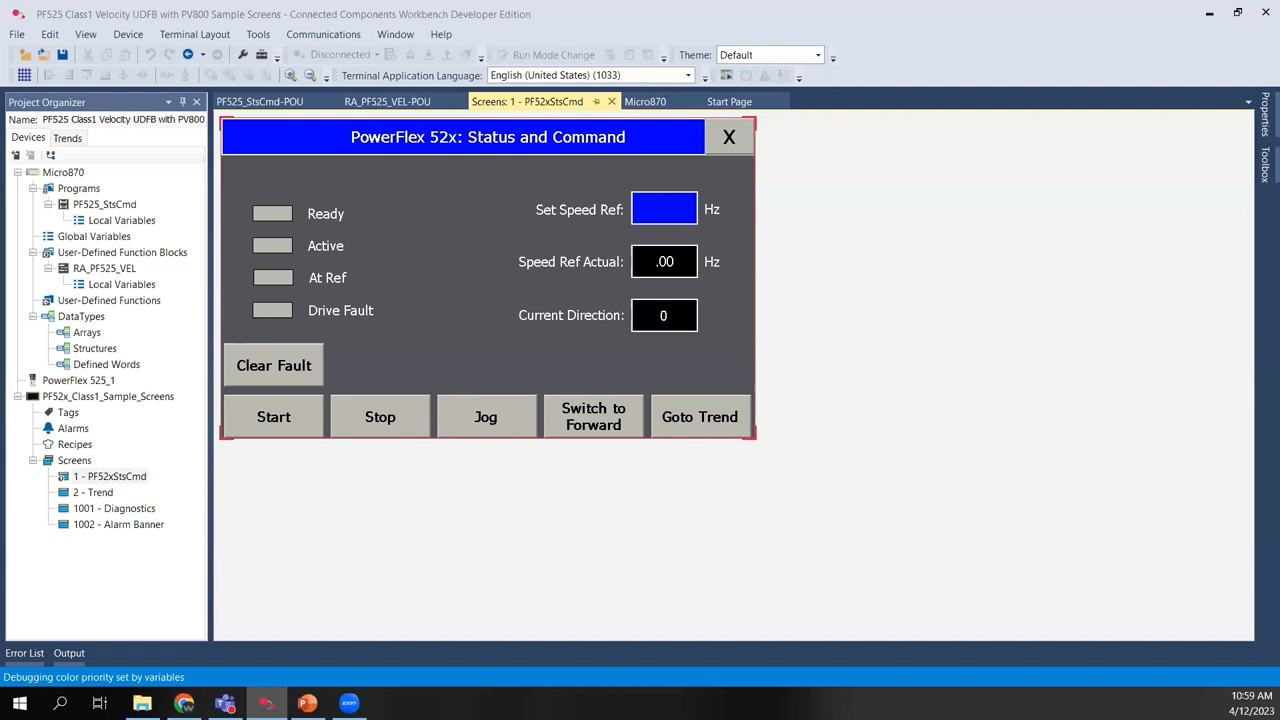 PF525 Class1 Velocity UDFB with PV800 Sample Screens - Connected Components Workbench Developer Edition
File Edit View Device Terminal Layout Tools Communications Window Help
Disconnected Run Mode Change Theme: Default
Terminal Application Language: English (United States) (1033)
Project Organizer
Name: PF525 Class1 Velocity UDFB with PV800
Devices Trends
Micro870
Programs
PF525_StsCmd
Local Variables
Global Variables
User-Defined Function Blocks
RA_PF525_VEL
Local Variables
User-Defined Functions
DataTypes
Arrays
Structures
Defined Words
PowerFlex 525_1
PF52x_Class1_Sample_Screens
Tags
Alarms
Recipes
Screens
1 - PF52xStsCmd
2 - Trend
1001 - Diagnostics
1002 - Alarm Banner
PF525_StsCmd-POU RA_PF525_VEL-POU Screens: 1 - PF52xStsCmd Micro870 Start Page
PowerFlex 52x: Status and Command X
Ready
Active
At Ref
Drive Fault
Set Speed Ref: Hz
Speed Ref Actual: .00 Hz
Current Direction: 0
Clear Fault
Start Stop Jog Switch to Forward Goto Trend
Properties
Toolbox
Error List Output
Debugging color priority set by variables
zoom
10:59 AM
4/12/2023